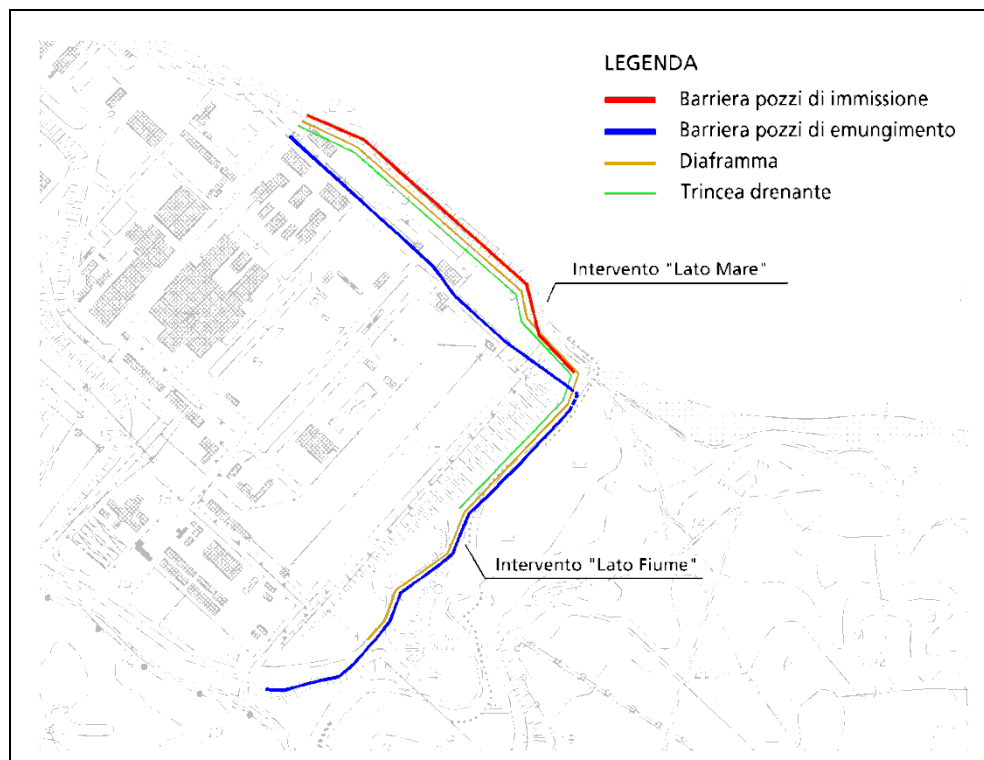 LEGENDA
Barriera pozzi di immissione
Barriera pozzi di emungimento
Diaframma
Trincea drenante
Intervento "Lato Mare"
Intervento "Lato Fiume"